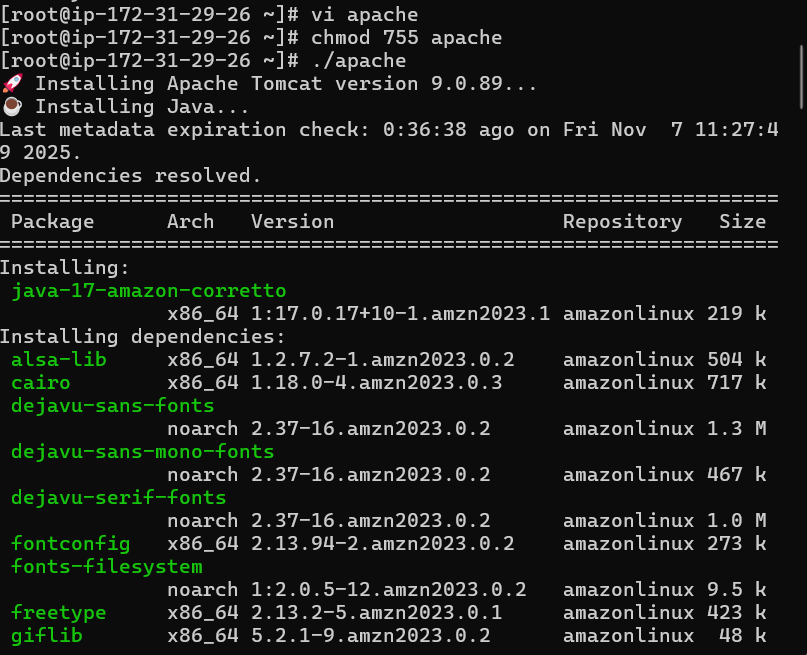 [root@ip-172-31-29-26 ~]# vi apache
[root@ip-172-31-29-26 ~]# chmod 755 apache
[root@ip-172-31-29-26 ~]# ./apache
🚀 Installing Apache Tomcat version 9.0.89...
☕ Installing Java...
Last metadata expiration check: 0:36:38 ago on Fri Nov  7 11:27:4
9 2025.
Dependencies resolved.
=================================================================
 Package      Arch   Version                   Repository   Size
=================================================================
Installing:
 java-17-amazon-corretto
              x86_64 1:17.0.17+10-1.amzn2023.1 amazonlinux 219 k
Installing dependencies:
 alsa-lib     x86_64 1.2.7.2-1.amzn2023.0.2    amazonlinux 504 k
 cairo        x86_64 1.18.0-4.amzn2023.0.3     amazonlinux 717 k
 dejavu-sans-fonts
              noarch 2.37-16.amzn2023.0.2      amazonlinux 1.3 M
 dejavu-sans-mono-fonts
              noarch 2.37-16.amzn2023.0.2      amazonlinux 467 k
 dejavu-serif-fonts
              noarch 2.37-16.amzn2023.0.2      amazonlinux 1.0 M
 fontconfig   x86_64 2.13.94-2.amzn2023.0.2    amazonlinux 273 k
 fonts-filesystem
              noarch 1:2.0.5-12.amzn2023.0.2   amazonlinux 9.5 k
 freetype     x86_64 2.13.2-5.amzn2023.0.1     amazonlinux 423 k
 giflib       x86_64 5.2.1-9.amzn2023.0.2      amazonlinux  48 k